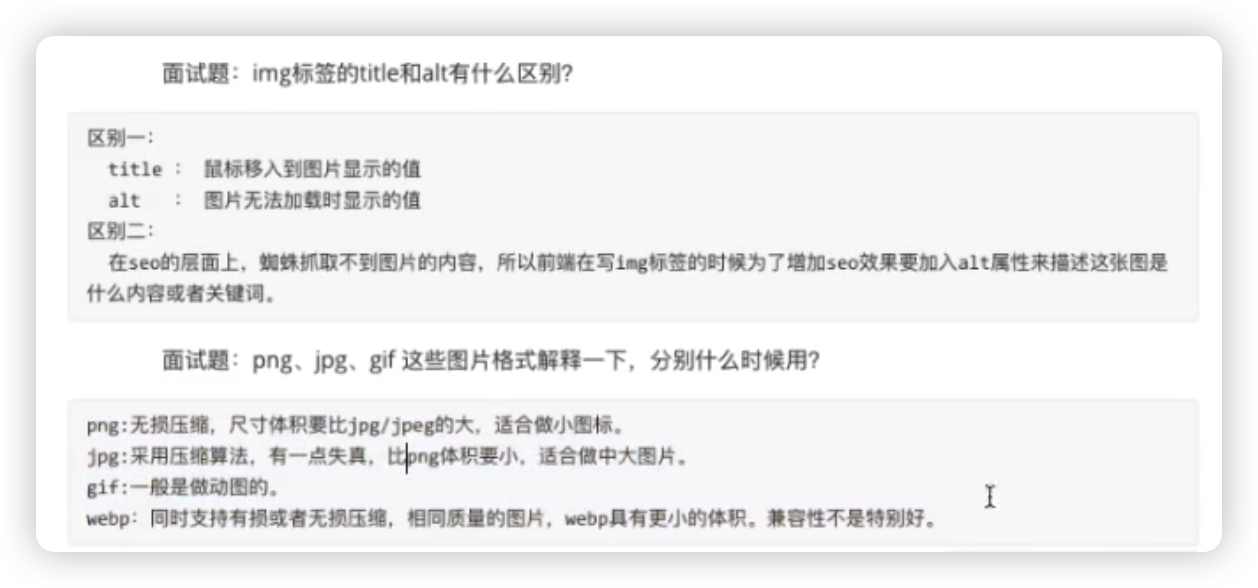 面试题：img标签的title和alt有什么区别?
区别一：
title ： 鼠标移入到图片显示的值
alt ： 图片无法加载时显示的值
区别二：
在seo的层面上，蜘蛛抓取不到图片的内容，所以前端在写img标签的时候为了增加seo效果要加入alt属性来描述这张图是
什么内容或者关键词。
面试题：png、jpg、gif 这些图片格式解释一下，分别什么时候用?
png:无损压缩，尺寸体积要比jpg/jpeg的大，适合做小图标。
jpg:采用压缩算法，有一点失真，比png体积要小，适合做中大图片。
gif:一般是做动图的。
webp：同时支持有损或者无损压缩，相同质量的图片，webp具有更小的体积。兼容性不是特别好。